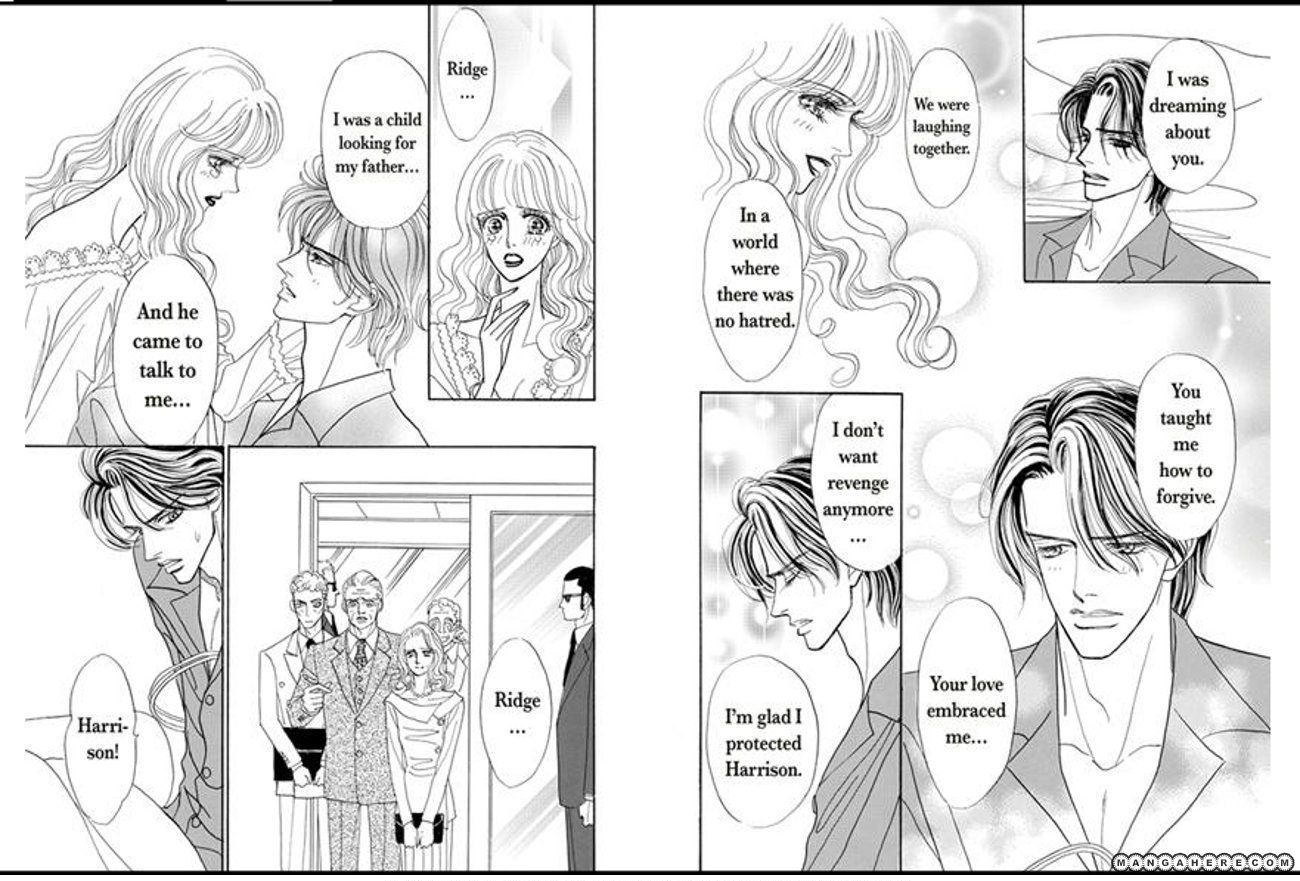 I was
dreaming
about
you.
We were
laughing
together.
In a
world
where
there was
no hatred.
You
taught
me
how to
forgive.
Your love
embraced
me...
I don't
want
revenge
anymore
...
I'm glad I
protected
Harrison.
Ridge
...
I was a child
looking for
my father...
And he
came to
talk to
me...
Ridge
...
Harri-
son!
MANGAHERE.COM